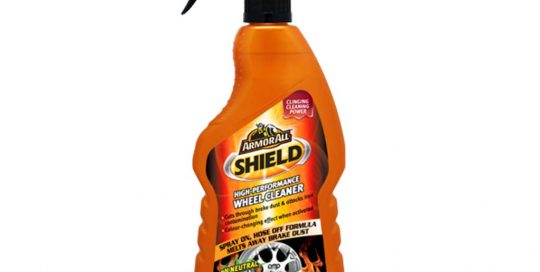 CLINGING
CLEANING
POWER
ARMOR ALL
SHIELD
HIGH-PERFORMANCE
WHEEL CLEANER
• Cuts through brake dust & attacks iron
contamination
• Colour-changing effect when activated
SPRAY ON, HOSE OFF FORMULA
MELTS AWAY BRAKE DUST
NEUTRAL